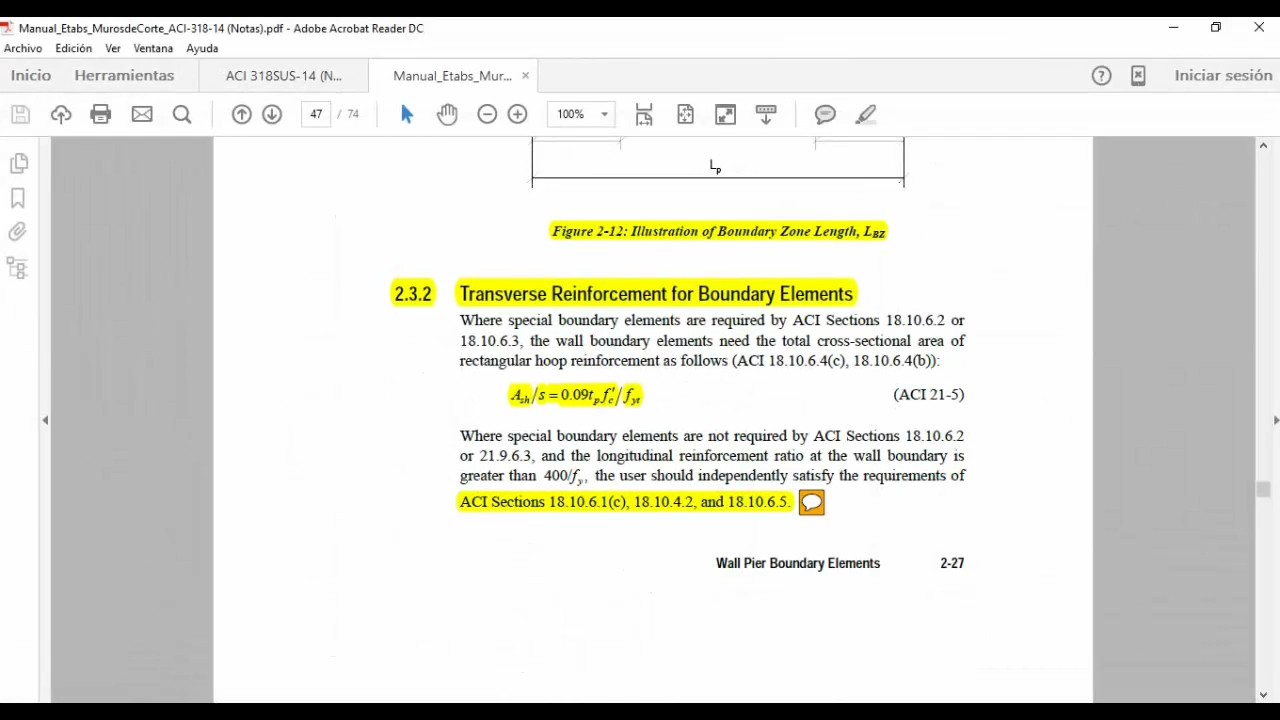 Manual_Etabs_MurosdeCorte_ACI-318-14 (Notas).pdf - Adobe Acrobat Reader DC
Archivo Edición Ver Ventana Ayuda
Inicio Herramientas ACI 318SUS-14 (N... Manual_Etabs_Mur... × Iniciar sesión
47 / 74 100%
Lp
Figure 2-12: Illustration of Boundary Zone Length, LBZ
2.3.2 Transverse Reinforcement for Boundary Elements
Where special boundary elements are required by ACI Sections 18.10.6.2 or
18.10.6.3, the wall boundary elements need the total cross-sectional area of
rectangular hoop reinforcement as follows (ACI 18.10.6.4(c), 18.10.6.4(b)):
Ash/s = 0.09tp f'c/fyt (ACI 21-5)
Where special boundary elements are not required by ACI Sections 18.10.6.2
or 21.9.6.3, and the longitudinal reinforcement ratio at the wall boundary is
greater than 400/fy, the user should independently satisfy the requirements of
ACI Sections 18.10.6.1(c), 18.10.4.2, and 18.10.6.5.
Wall Pier Boundary Elements 2-27